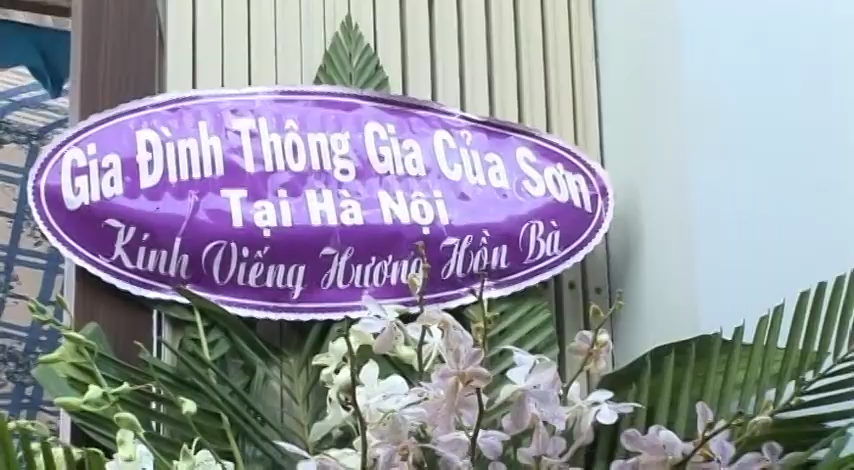 Gia Đình Thông Gia Của Sơn
Tại Hà Nội
Kính Viếng Hương Hồn Bà